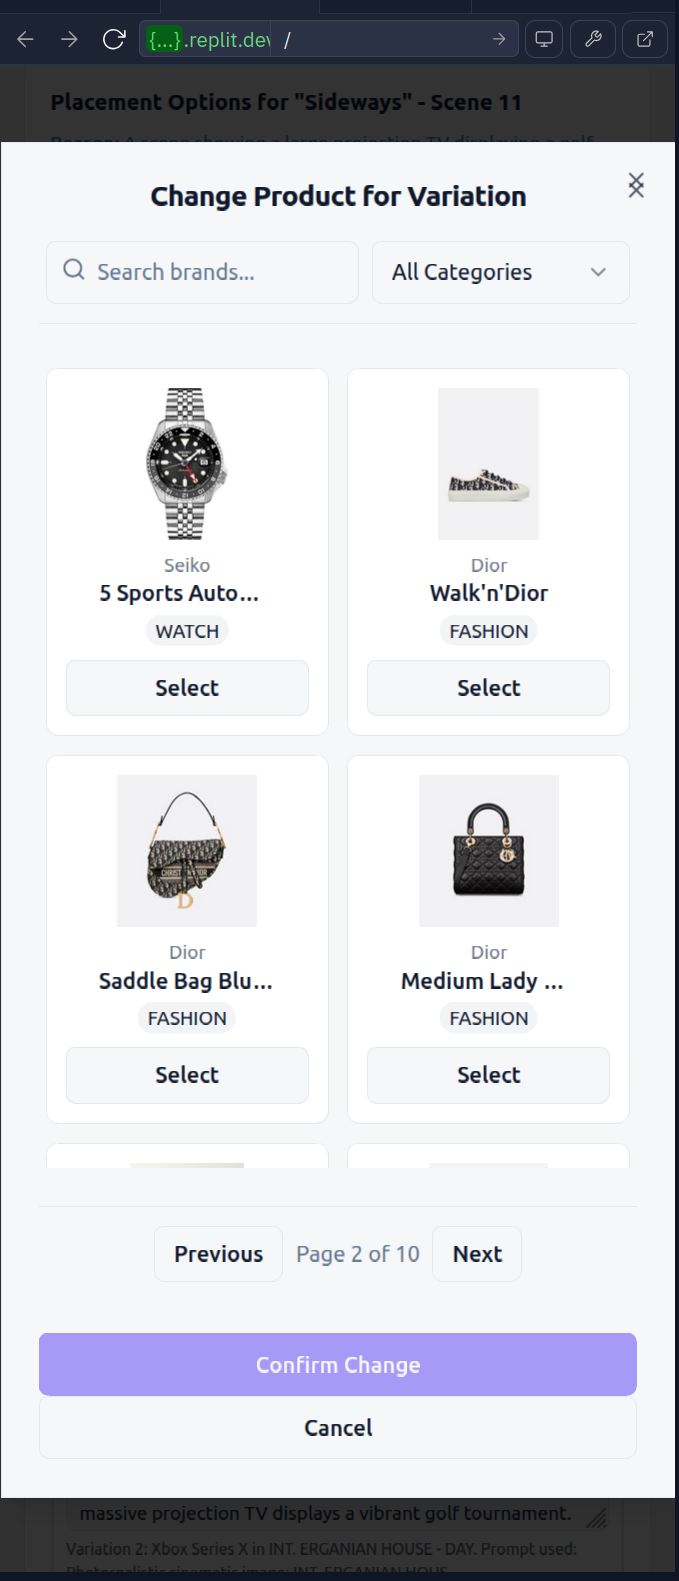 {...}.replit.dev /
Placement Options for "Sideways" - Scene 11
Change Product for Variation
Search brands...
All Categories
Seiko
5 Sports Auto...
WATCH
Select
Dior
Walk'n'Dior
FASHION
Select
CHRISTIAN DIOR
D
Dior
Saddle Bag Blu...
FASHION
Select
Dior
Medium Lady ...
FASHION
Select
Previous
Page 2 of 10
Next
Confirm Change
Cancel
massive projection TV displays a vibrant golf tournament.
Variation 2: Xbox Series X in INT. ERGANIAN HOUSE - DAY. Prompt used: